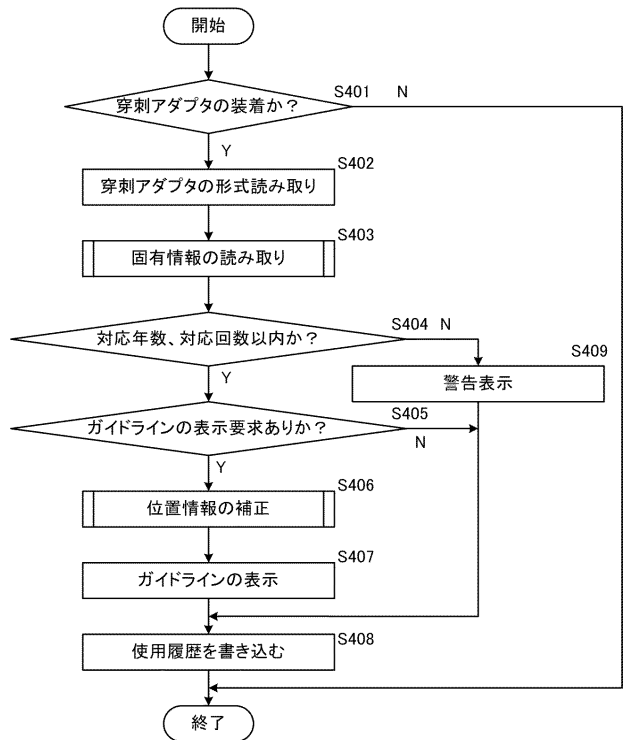 開始
S401 N
穿刺アダプタの装着か？
Y
S402
穿刺アダプタの形式読み取り
S403
固有情報の読み取り
S404 N
対応年数、対応回数以内か？
S409
警告表示
Y
S405
ガイドラインの表示要求ありか？
N
Y
S406
位置情報の補正
S407
ガイドラインの表示
S408
使用履歴を書き込む
終了